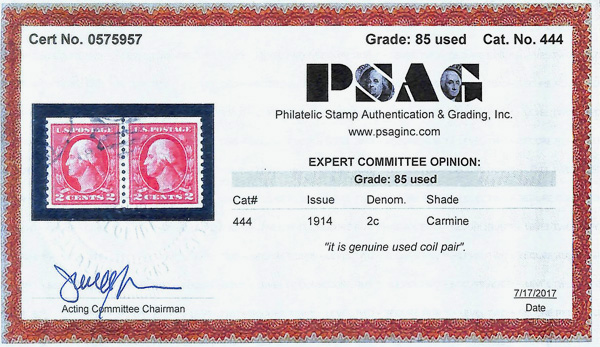 Cert No. 0575957
Grade: 85 used Cat. No. 444
PSAG
Philatelic Stamp Authentication & Grading, Inc.
www.psaginc.com
EXPERT COMMITTEE OPINION:
Grade: 85 used
Cat# Issue Denom. Shade
444 1914 2c Carmine
"it is genuine used coil pair".
U.S. POSTAGE U.S. POSTAGE
2 CENTS 2 2 CENTS 2
Acting Committee Chairman
7/17/2017
Date